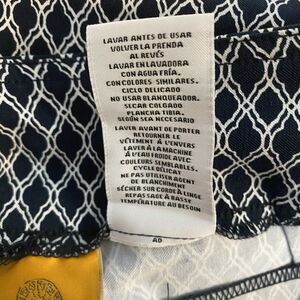 LAVAR ANTES DE USAR
VOLVER LA PRENDA
AL REVÉS
LAVAR EN LAVADORA
CON AGUA FRÍA.
CON COLORES SIMILARES.
CICLO DELICADO
NO USAR BLANQUEADOR.
SECAR COLGADO
PLANCHA TIBIA.
SEGÚN SEA NECESARIO
LAVER AVANT DE PORTER
RETOURNER LE
VÊTEMENT À L'ENVERS
LAVER À LA MACHINE
À L'EAU FROIDE AVEC
COULEURS SEMBLABLES.
CYCLE DÉLICAT
NE PAS UTILISER AGENT
DE BLANCHIMENT
SÉCHER SUR CORDE À LINGE
REPASSAGE À BASSE
TEMPÉRATURE AU BESOIN
AD